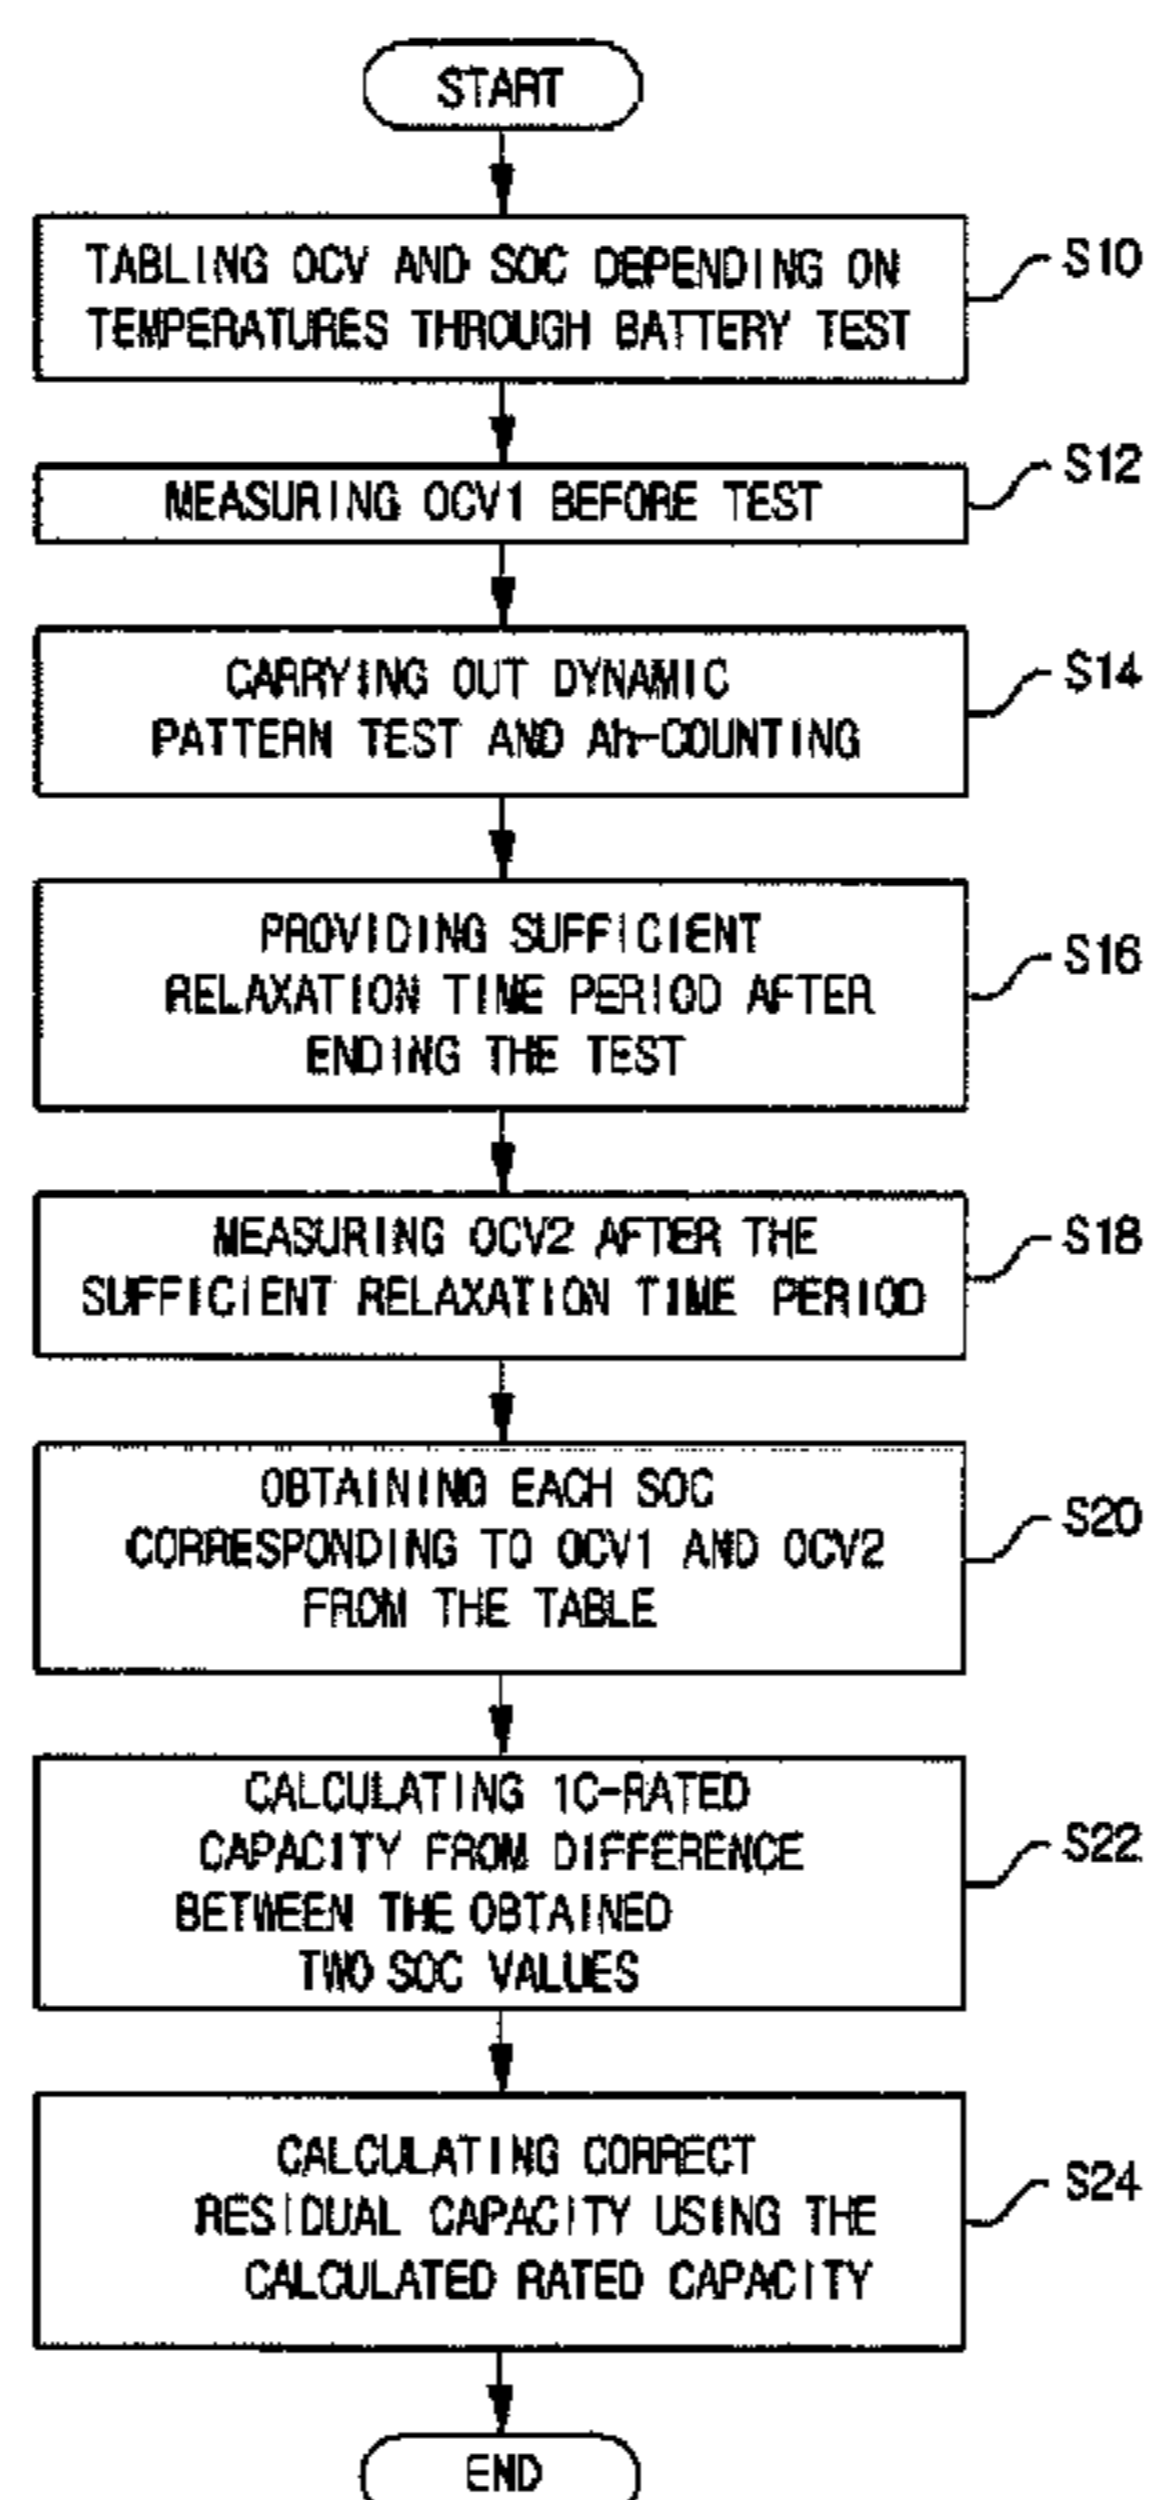 START
TABLING OCV AND SOC DEPENDING ON
TEMPERATURES THROUGH BATTERY TEST
S10
MEASURING OCV1 BEFORE TEST
S12
CARRYING OUT DYNAMIC
PATTERN TEST AND Ah-COUNTING
S14
PROVIDING SUFFICIENT
RELAXATION TIME PERIOD AFTER
ENDING THE TEST
S16
MEASURING OCV2 AFTER THE
SUFFICIENT RELAXATION TIME PERIOD
S18
OBTAINING EACH SOC
CORRESPONDING TO OCV1 AND OCV2
FROM THE TABLE
S20
CALCULATING 1C-RATED
CAPACITY FROM DIFFERENCE
BETWEEN THE OBTAINED
TWO SOC VALUES
S22
CALCULATING CORRECT
RESIDUAL CAPACITY USING THE
CALCULATED RATED CAPACITY
S24
END